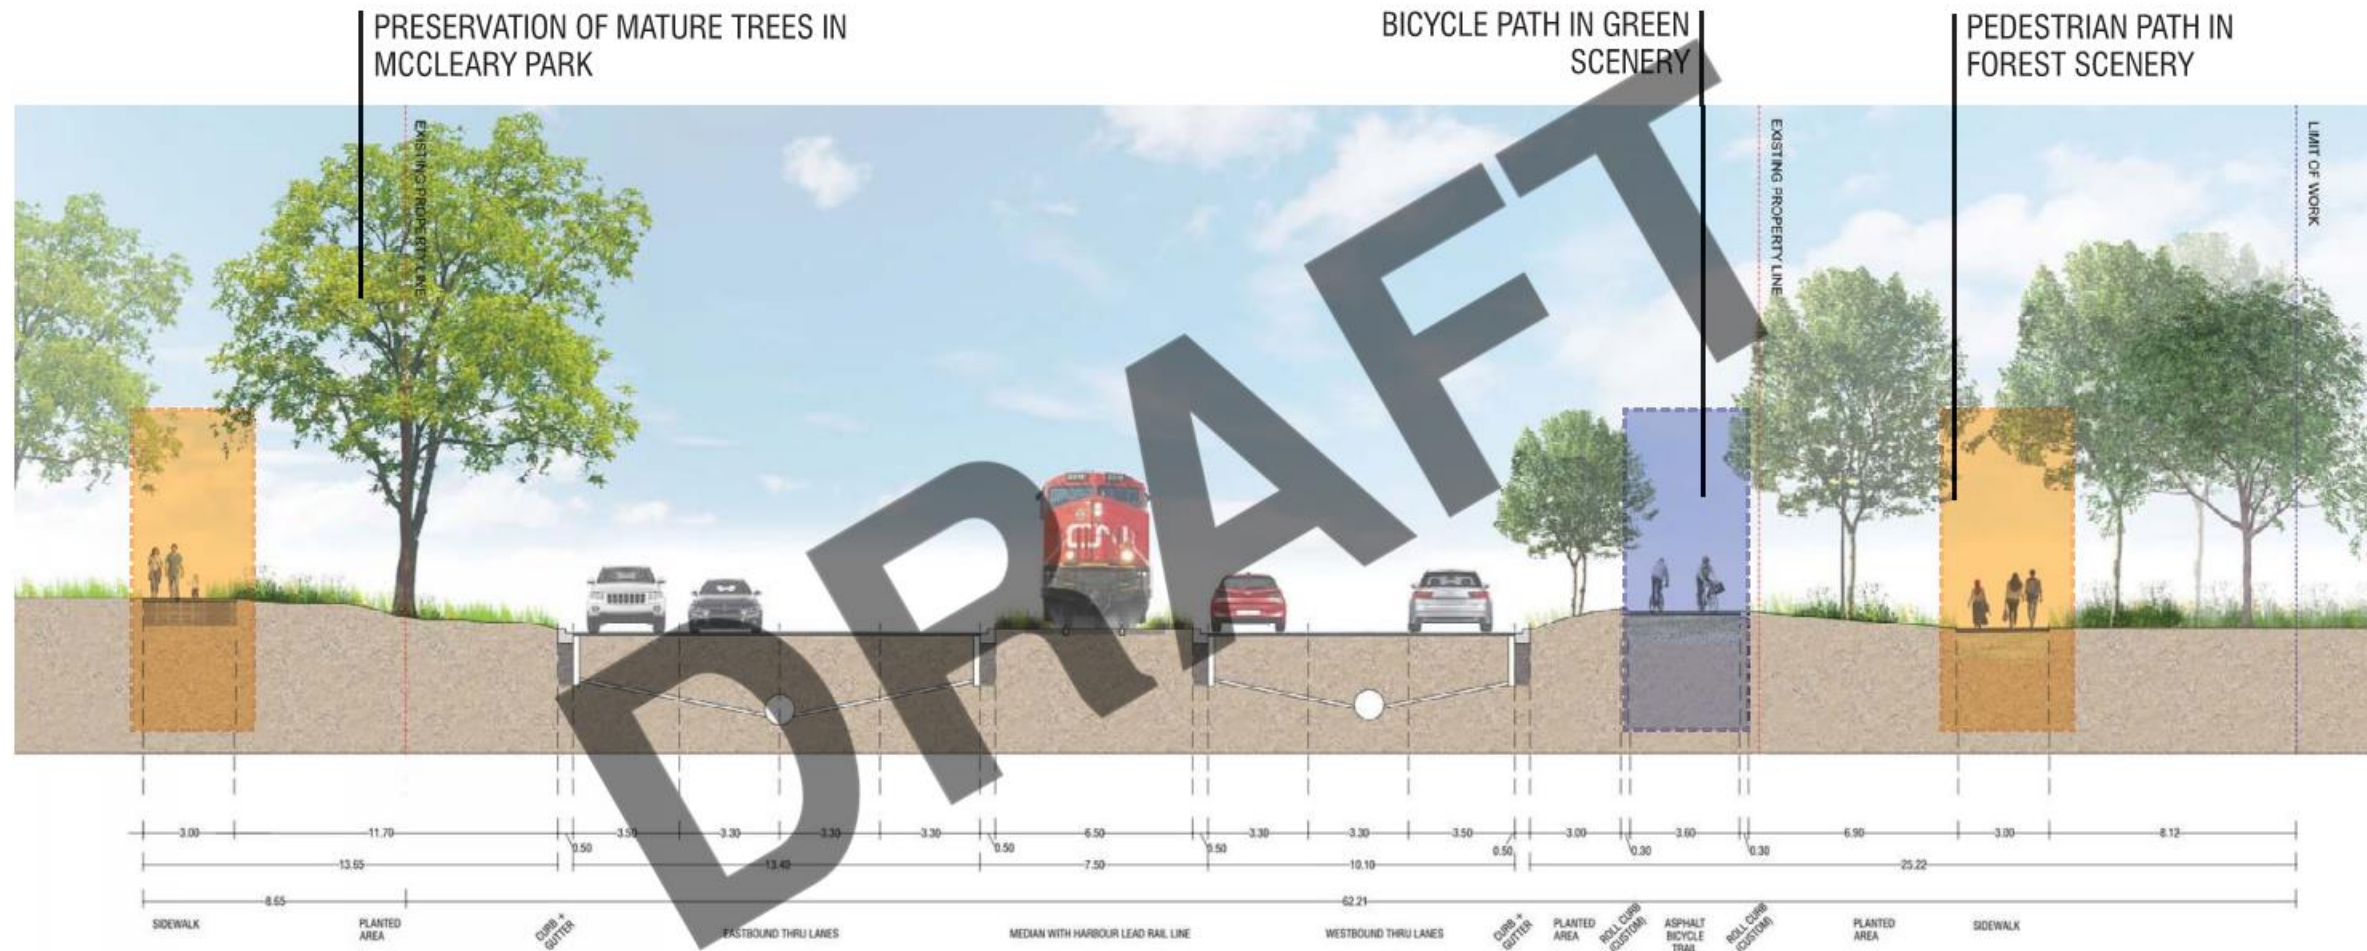 PRESERVATION OF MATURE TREES IN
MCCLEARY PARK
BICYCLE PATH IN GREEN
SCENERY
PEDESTRIAN PATH IN
FOREST SCENERY
EXISTING PROPERTY LINE
EXISTING PROPERTY LINE
LIMIT OF WORK
CN
DRAFT
3.00 11.70 3.50 3.30 3.30 3.30 6.50 3.30 3.30 3.50 3.00 3.60 6.90 3.00 8.12
0.50 0.50 0.50 0.50 0.30 0.30
13.65 13.40 7.50 10.10 25.22
8.65 62.21
SIDEWALK
PLANTED
AREA
CURB +
GUTTER
EASTBOUND THRU LANES
MEDIAN WITH HARBOUR LEAD RAIL LINE
WESTBOUND THRU LANES
CURB +
GUTTER
PLANTED
AREA
ROLL CURB
(CUSTOM)
ASPHALT
BICYCLE
TRAIL
ROLL CURB
(CUSTOM)
PLANTED
AREA
SIDEWALK